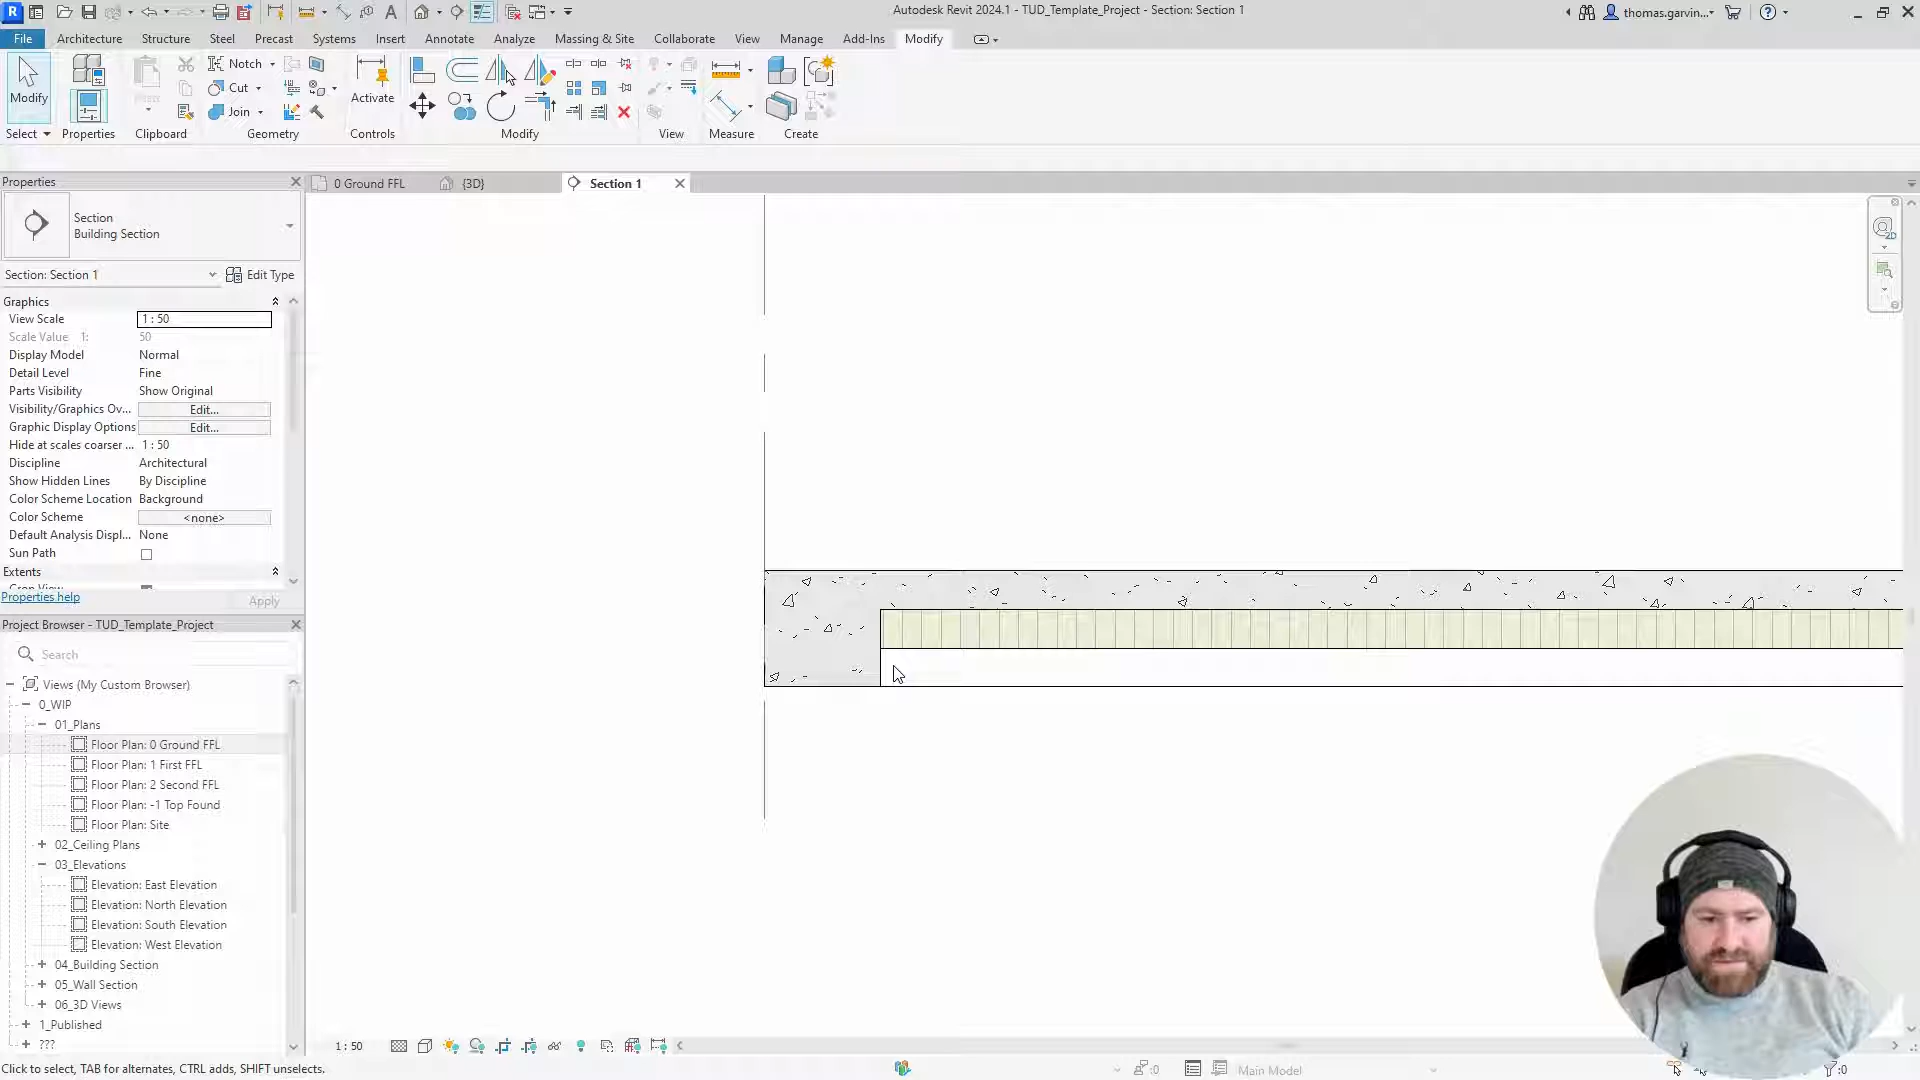 Autodesk Revit 2024.1 - TUD_Template_Project - Section: Section 1
thomas.garvin...
File Architecture Structure Steel Precast Systems Insert Annotate Analyze Massing & Site Collaborate View Manage Add-Ins Modify
Modify
Paste
Notch
Cut
Join
Activate
Select Properties Clipboard Geometry Controls Modify View Measure Create
Properties
0 Ground FFL
{3D}
Section 1
Section
Building Section
Section: Section 1
Edit Type
Graphics
View Scale 1 : 50
Scale Value 1: 50
Display Model Normal
Detail Level Fine
Parts Visibility Show Original
Visibility/Graphics Ov... Edit...
Graphic Display Options Edit...
Hide at scales coarser ... 1 : 50
Discipline Architectural
Show Hidden Lines By Discipline
Color Scheme Location Background
Color Scheme <none>
Default Analysis Displ... None
Sun Path
Extents
Crop View
Properties help
Apply
Project Browser - TUD_Template_Project
Search
Views (My Custom Browser)
0_WIP
01_Plans
Floor Plan: 0 Ground FFL
Floor Plan: 1 First FFL
Floor Plan: 2 Second FFL
Floor Plan: -1 Top Found
Floor Plan: Site
02_Ceiling Plans
03_Elevations
Elevation: East Elevation
Elevation: North Elevation
Elevation: South Elevation
Elevation: West Elevation
04_Building Section
05_Wall Section
06_3D Views
1_Published
???
1 : 50
Click to select, TAB for alternates, CTRL adds, SHIFT unselects.
:0
Main Model
:0